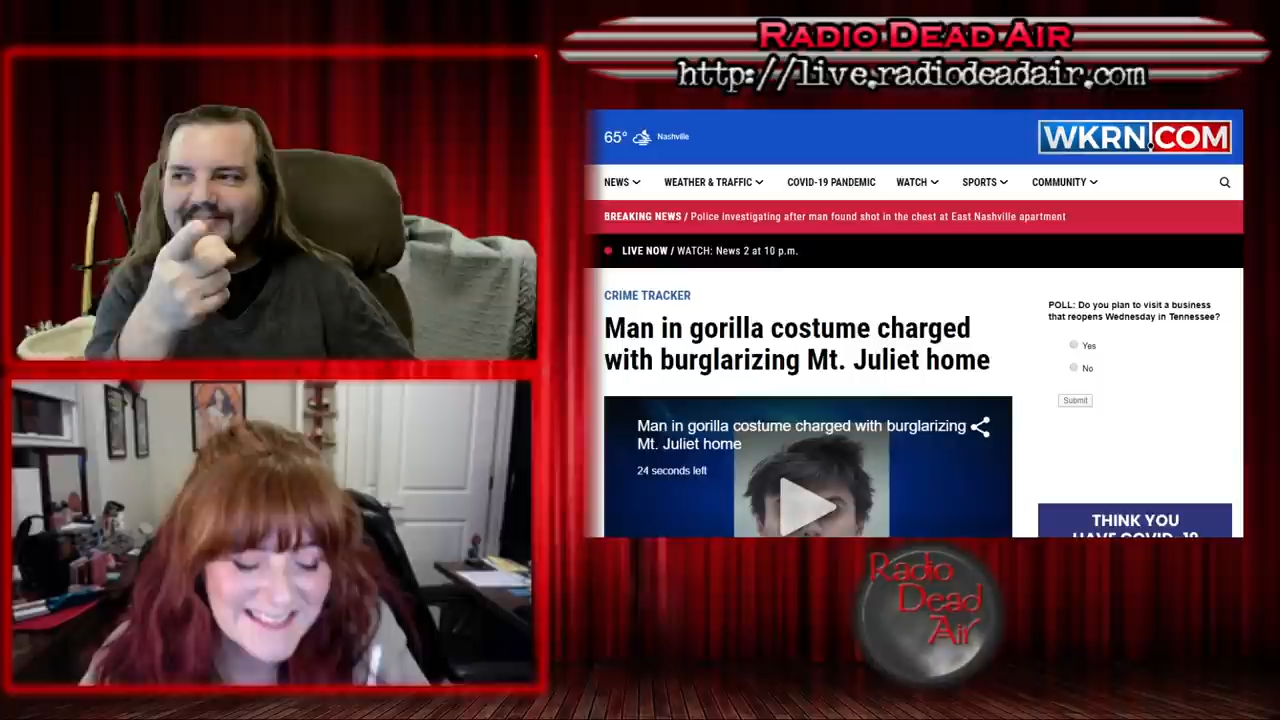 RADIO DEAD AIR
http://live.radiodeadair.com
65° Nashville
WKRN.COM
NEWS WEATHER & TRAFFIC COVID-19 PANDEMIC WATCH SPORTS COMMUNITY
BREAKING NEWS / Police investigating after man found shot in the chest at East Nashville apartment
LIVE NOW / WATCH: News 2 at 10 p.m.
CRIME TRACKER
Man in gorilla costume charged
with burglarizing Mt. Juliet home
POLL: Do you plan to visit a business
that reopens Wednesday in Tennessee?
Yes
No
Submit
Man in gorilla costume charged with burglarizing
Mt. Juliet home
24 seconds left
THINK YOU
HAVE COVID-19
Radio
Dead
Air